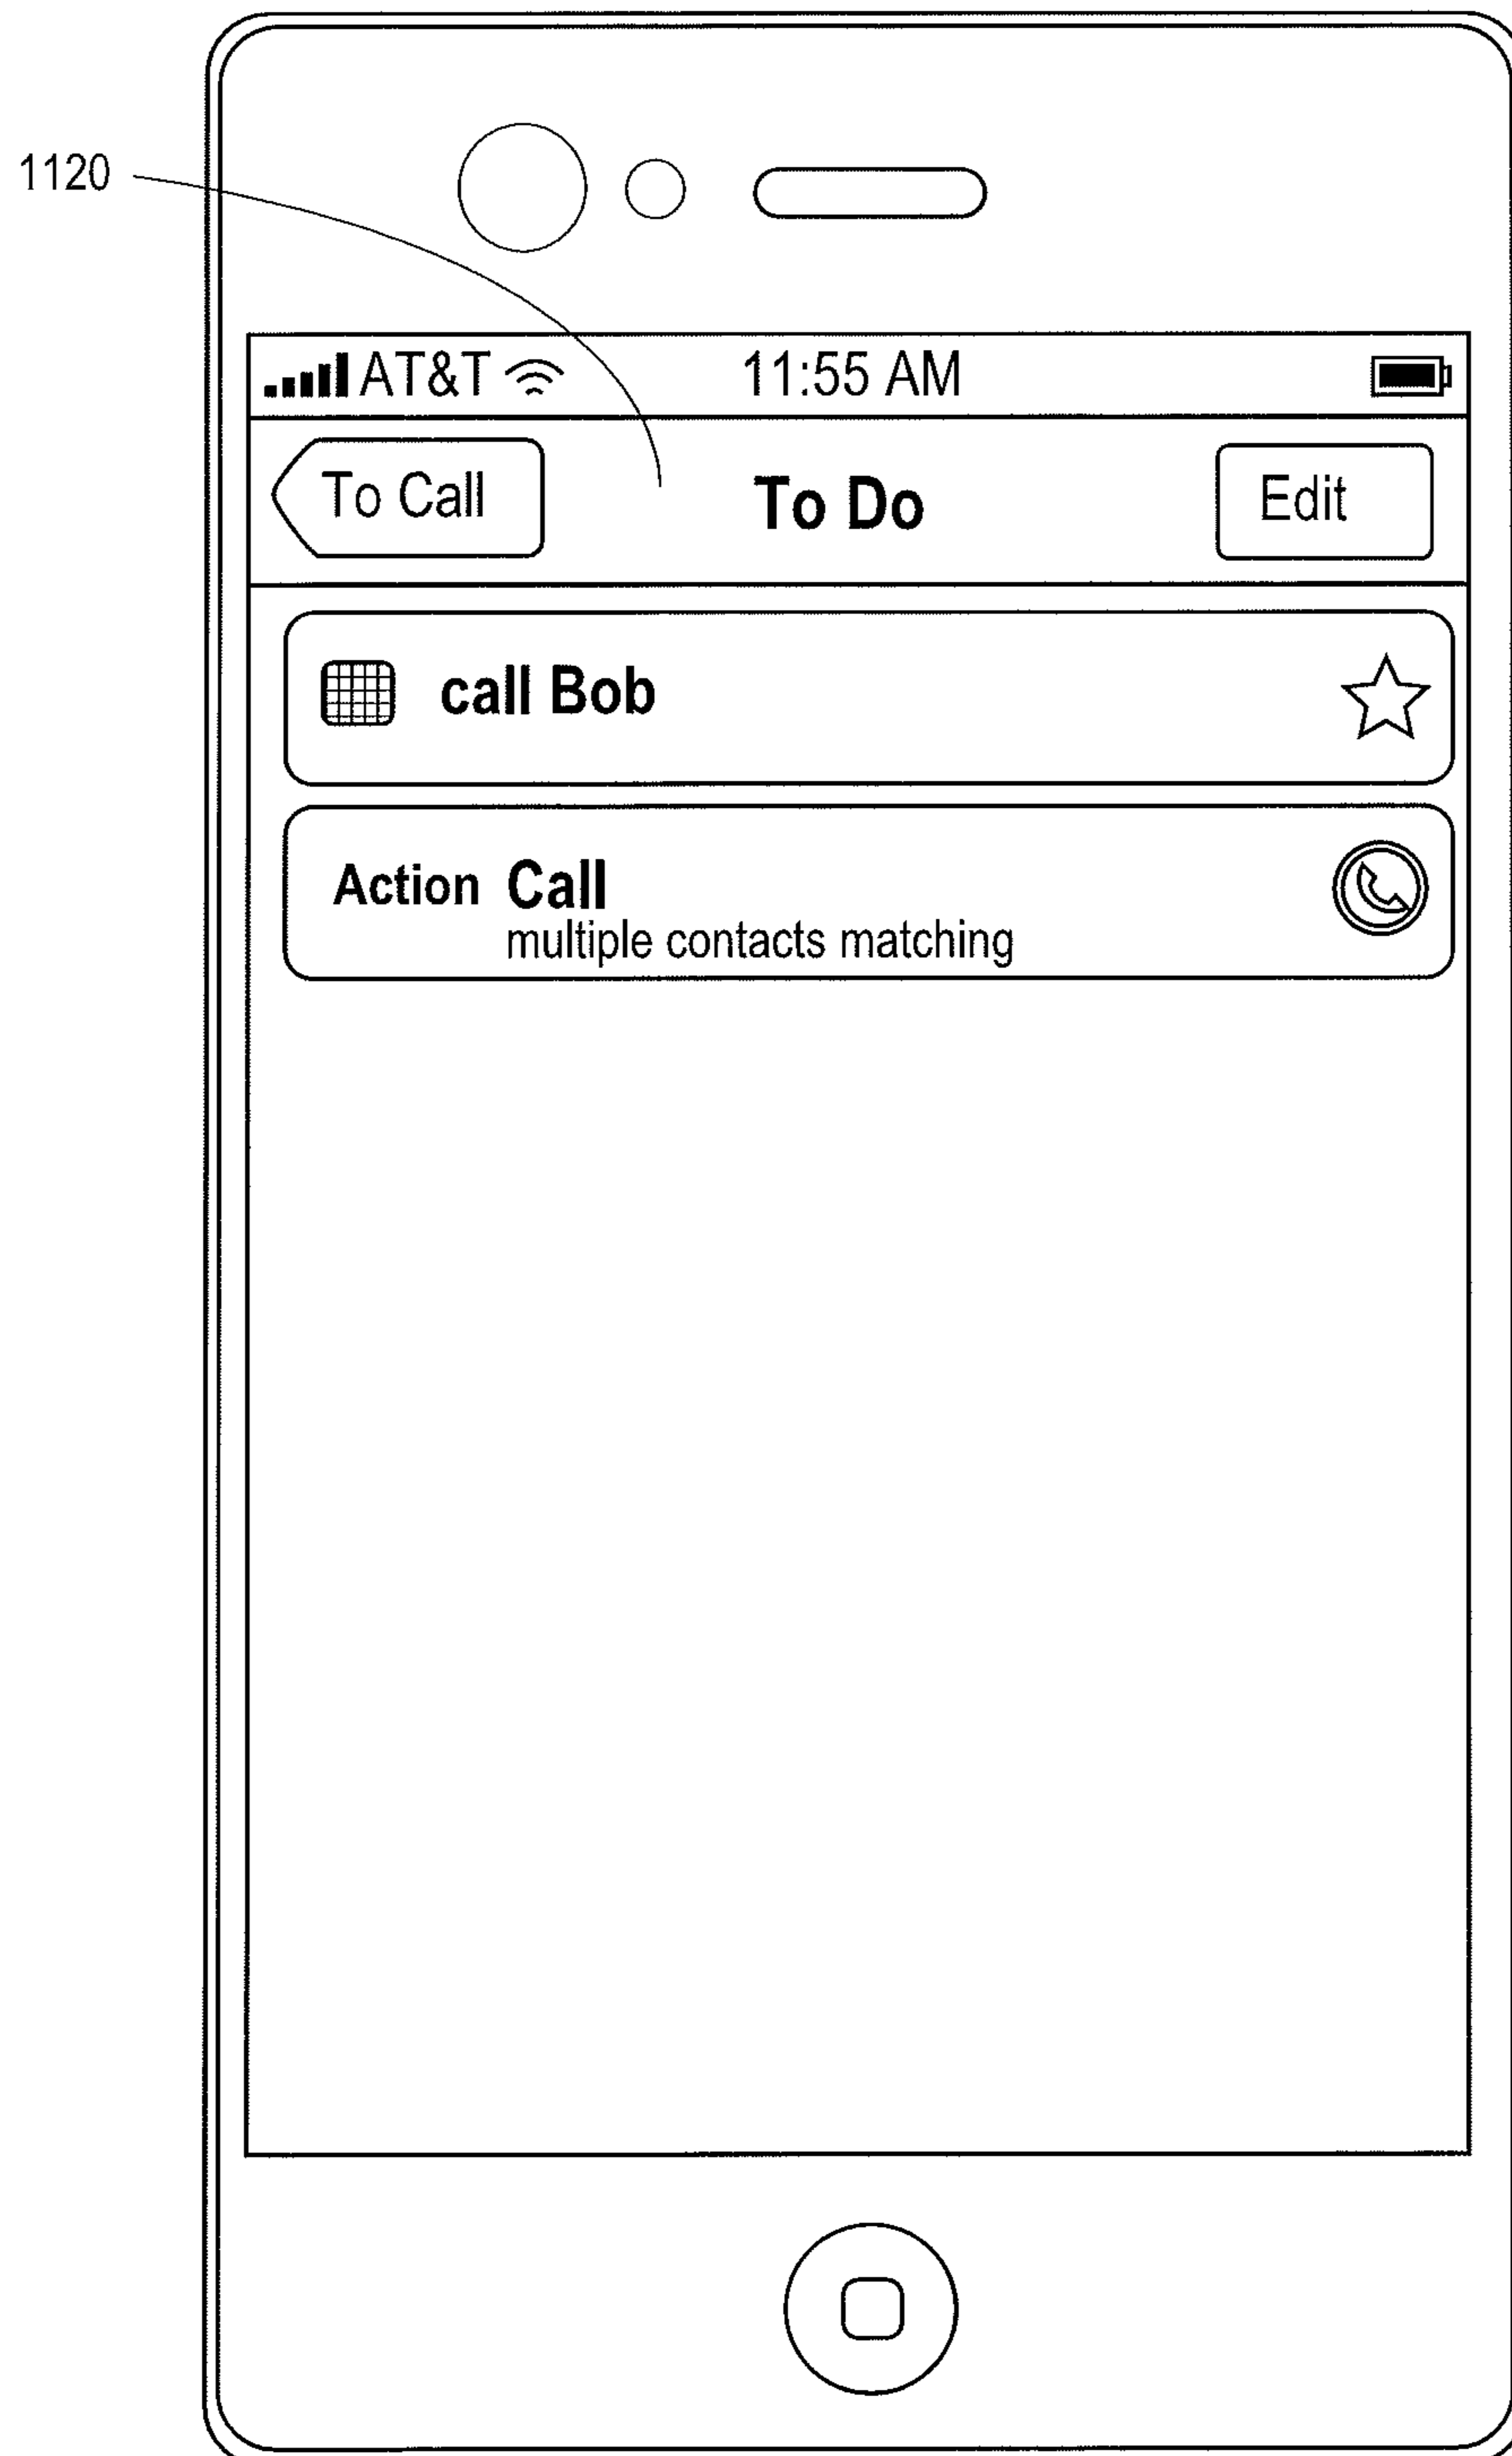 1120
AT&T 11:55 AM
To Call To Do Edit
call Bob
Action Call
multiple contacts matching